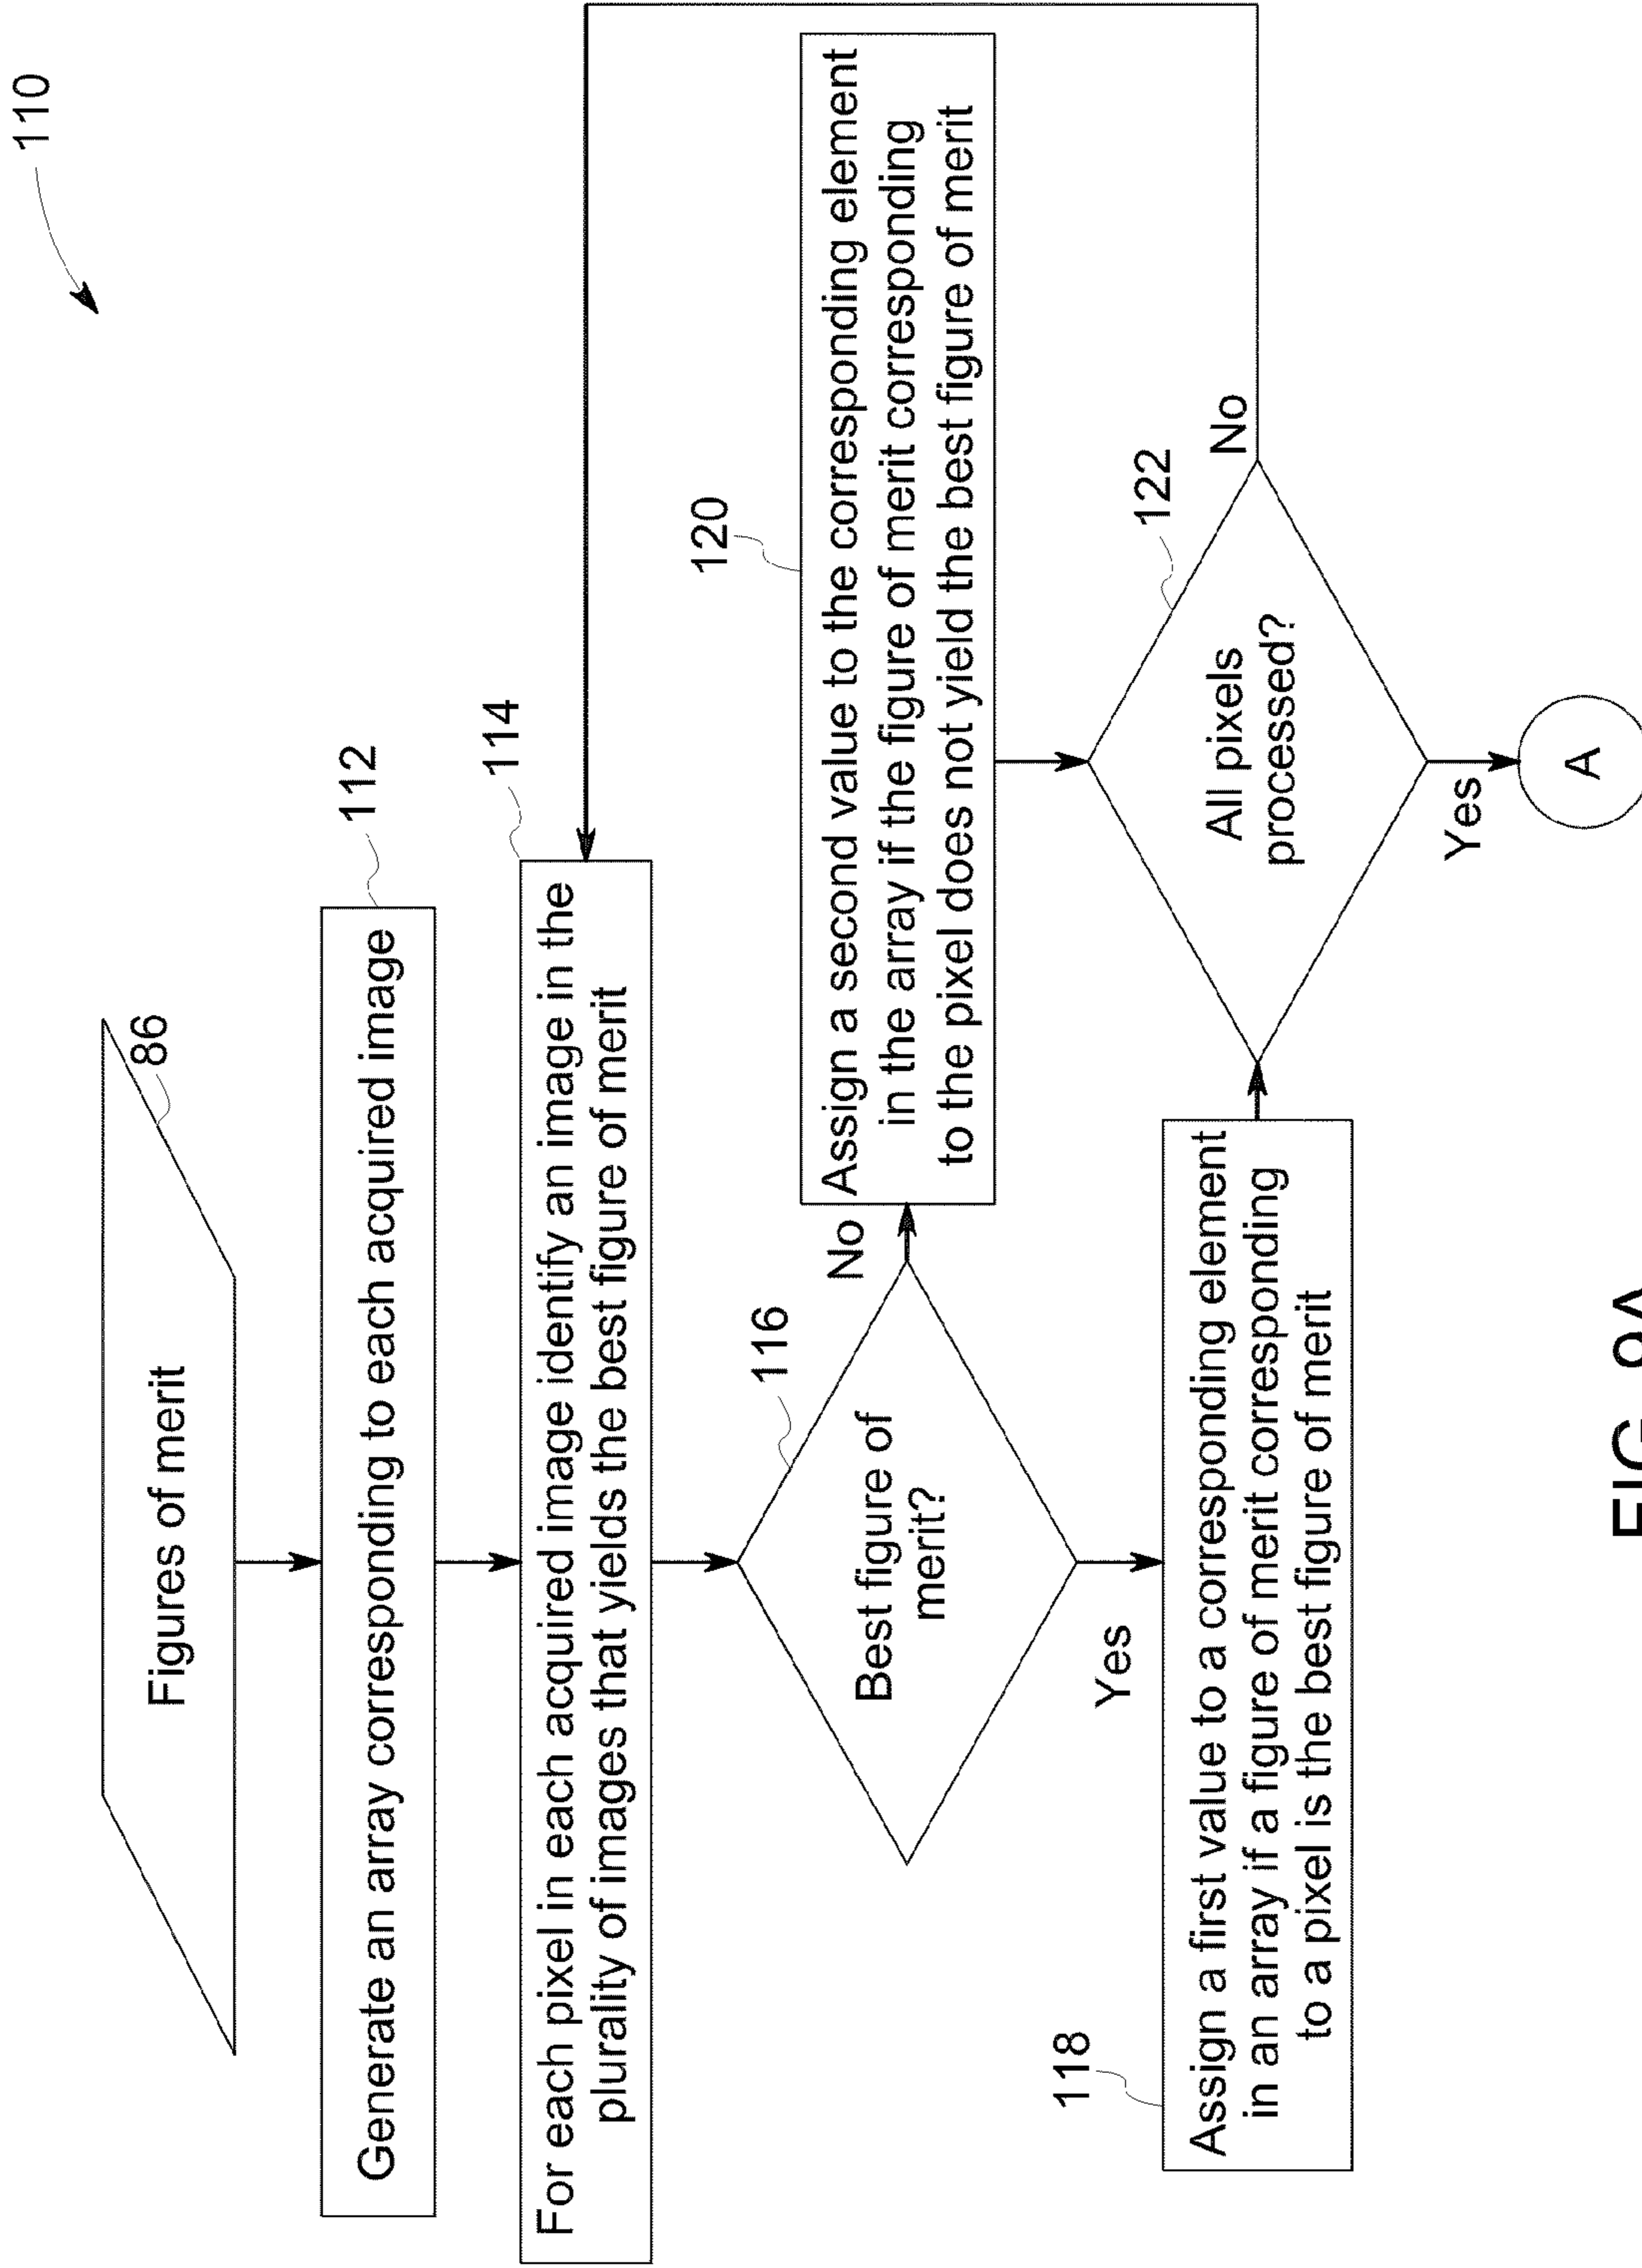 110
Figures of merit
86
112
Generate an array corresponding to each acquired image
114
For each pixel in each acquired image identify an image in the
plurality of images that yields the best figure of merit
116
Best figure of
merit?
No
120
Assign a second value to the corresponding element
in the array if the figure of merit corresponding
to the pixel does not yield the best figure of merit
Yes
118
Assign a first value to a corresponding element
in an array if a figure of merit corresponding
to a pixel is the best figure of merit
122
All pixels
processed?
No
Yes
A
FIG.